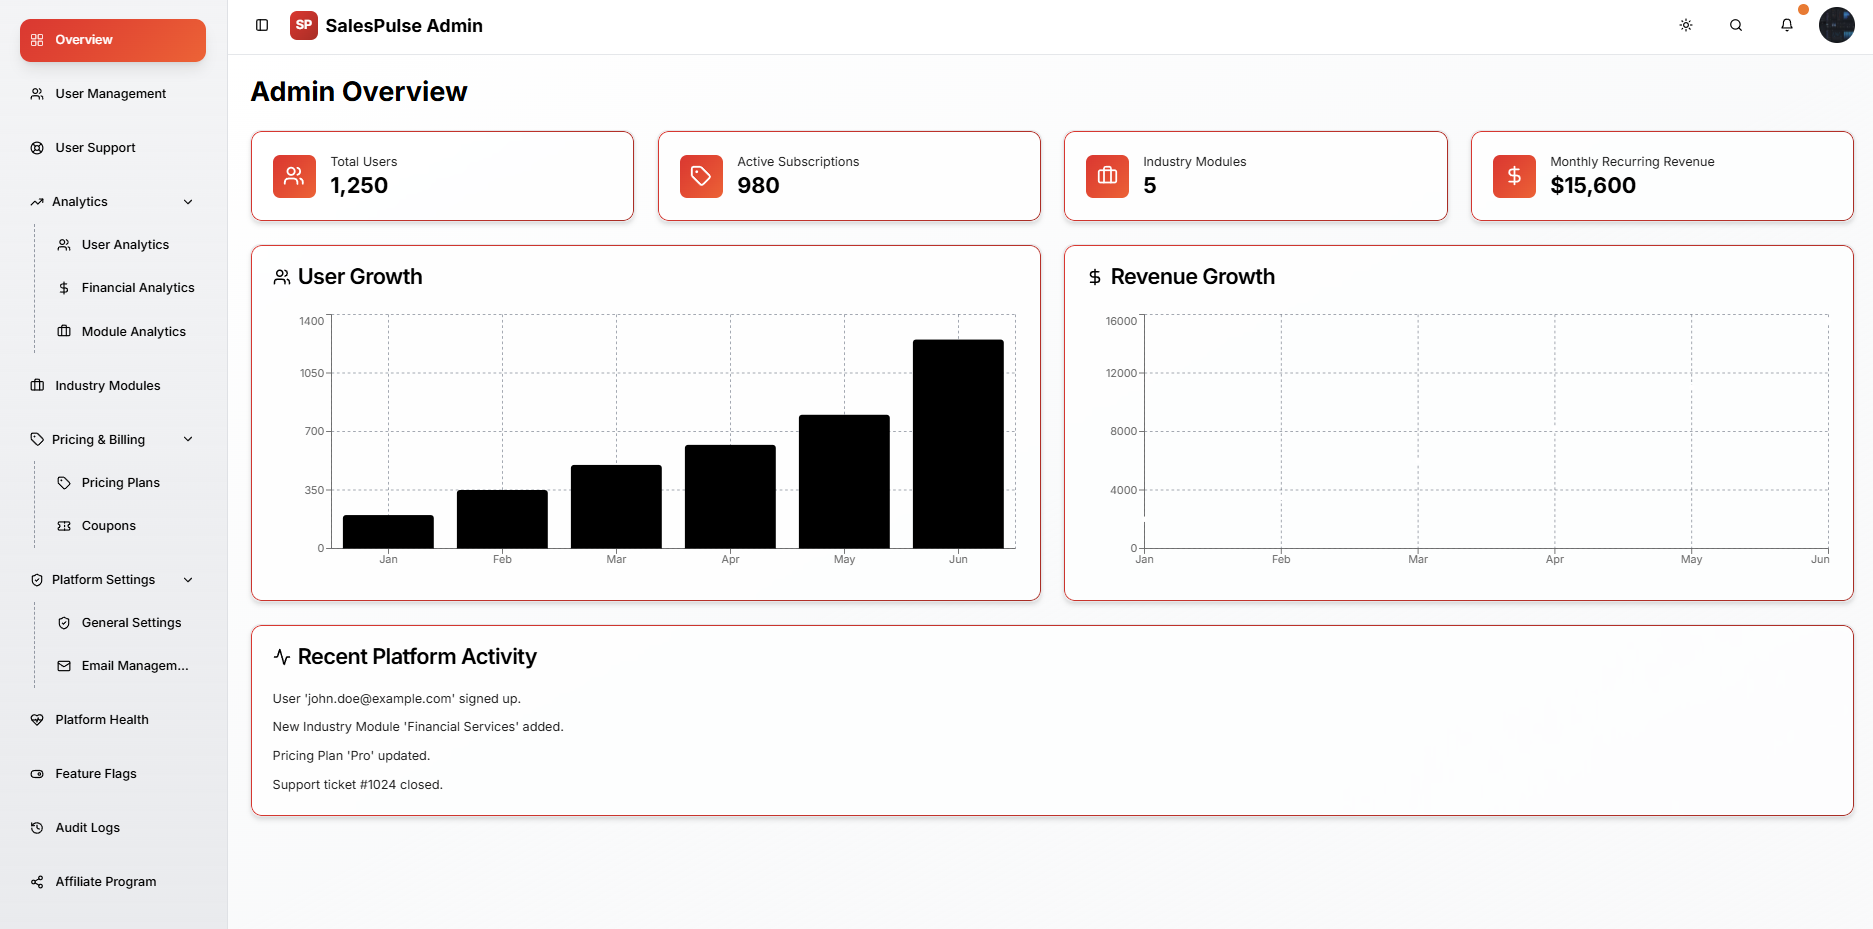 Overview
User Management
User Support
Analytics
User Analytics
Financial Analytics
Module Analytics
Industry Modules
Pricing & Billing
Pricing Plans
Coupons
Platform Settings
General Settings
Email Managem...
Platform Health
Feature Flags
Audit Logs
Affiliate Program
SP SalesPulse Admin
Admin Overview
Total Users
1,250
Active Subscriptions
980
Industry Modules
5
Monthly Recurring Revenue
$15,600
User Growth
1400
1050
700
350
0
Jan Feb Mar Apr May Jun
Revenue Growth
16000
12000
8000
4000
0
Jan Feb Mar Apr May Jun
Recent Platform Activity
User 'john.doe@example.com' signed up.
New Industry Module 'Financial Services' added.
Pricing Plan 'Pro' updated.
Support ticket #1024 closed.